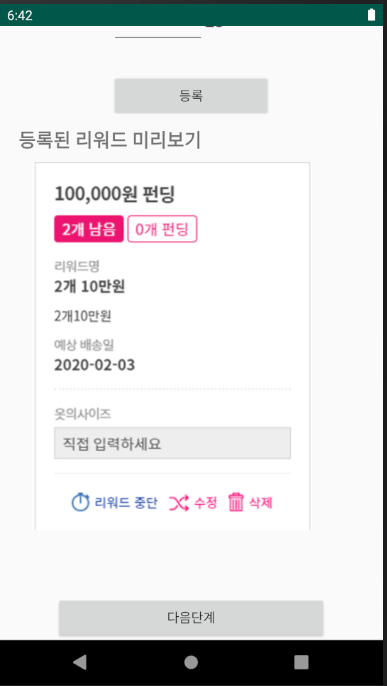 6:42
등록
등록된 리워드 미리보기
100,000원 펀딩
2개 남음 0개 펀딩
리워드명
2개 10만원
2개10만원
예상 배송일
2020-02-03
옷의사이즈
직접 입력하세요
리워드 중단 수정 삭제
다음단계